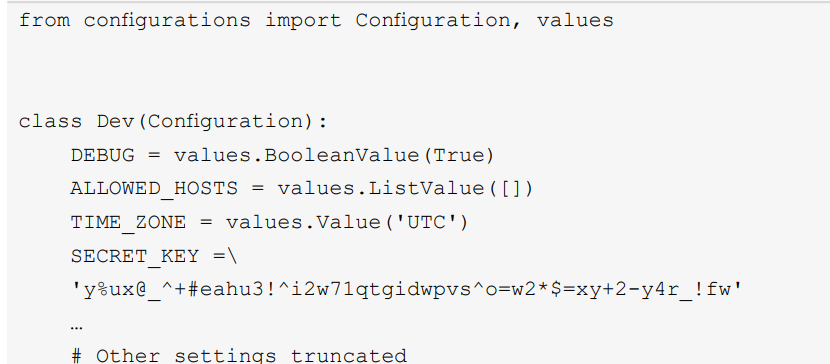 from configurations import Configuration, values
class Dev(Configuration):
    DEBUG = values.BooleanValue(True)
    ALLOWED_HOSTS = values.ListValue([])
    TIME_ZONE = values.Value('UTC')
    SECRET_KEY =\
    'y%ux@_^+#eahu3!^i2w71qtgidwpvs^o=w2*$=xy+2-y4r_!fw'
    …
    # Other settings truncated